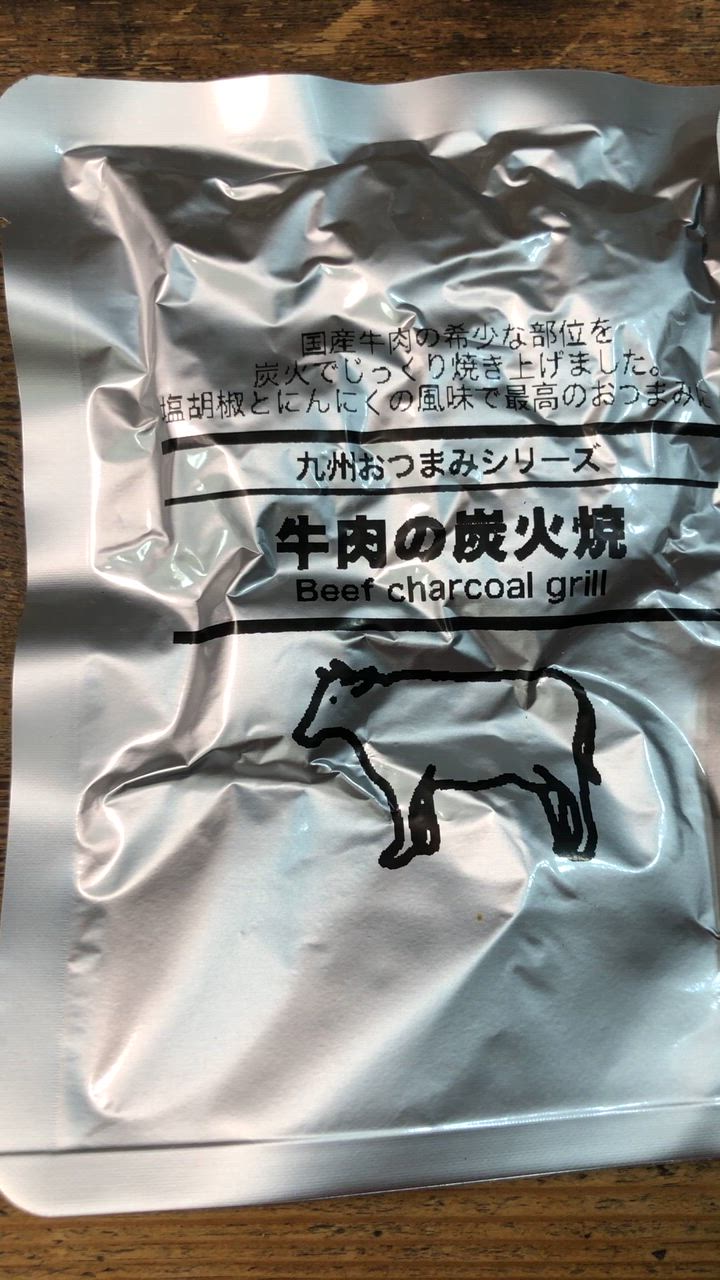 国産牛肉の希少な部位を
炭火でじっくり焼き上げました。
塩胡椒とにんにくの風味で最高のおつまみに
九州おつまみシリーズ
牛肉の炭火焼
Beef charcoal grill